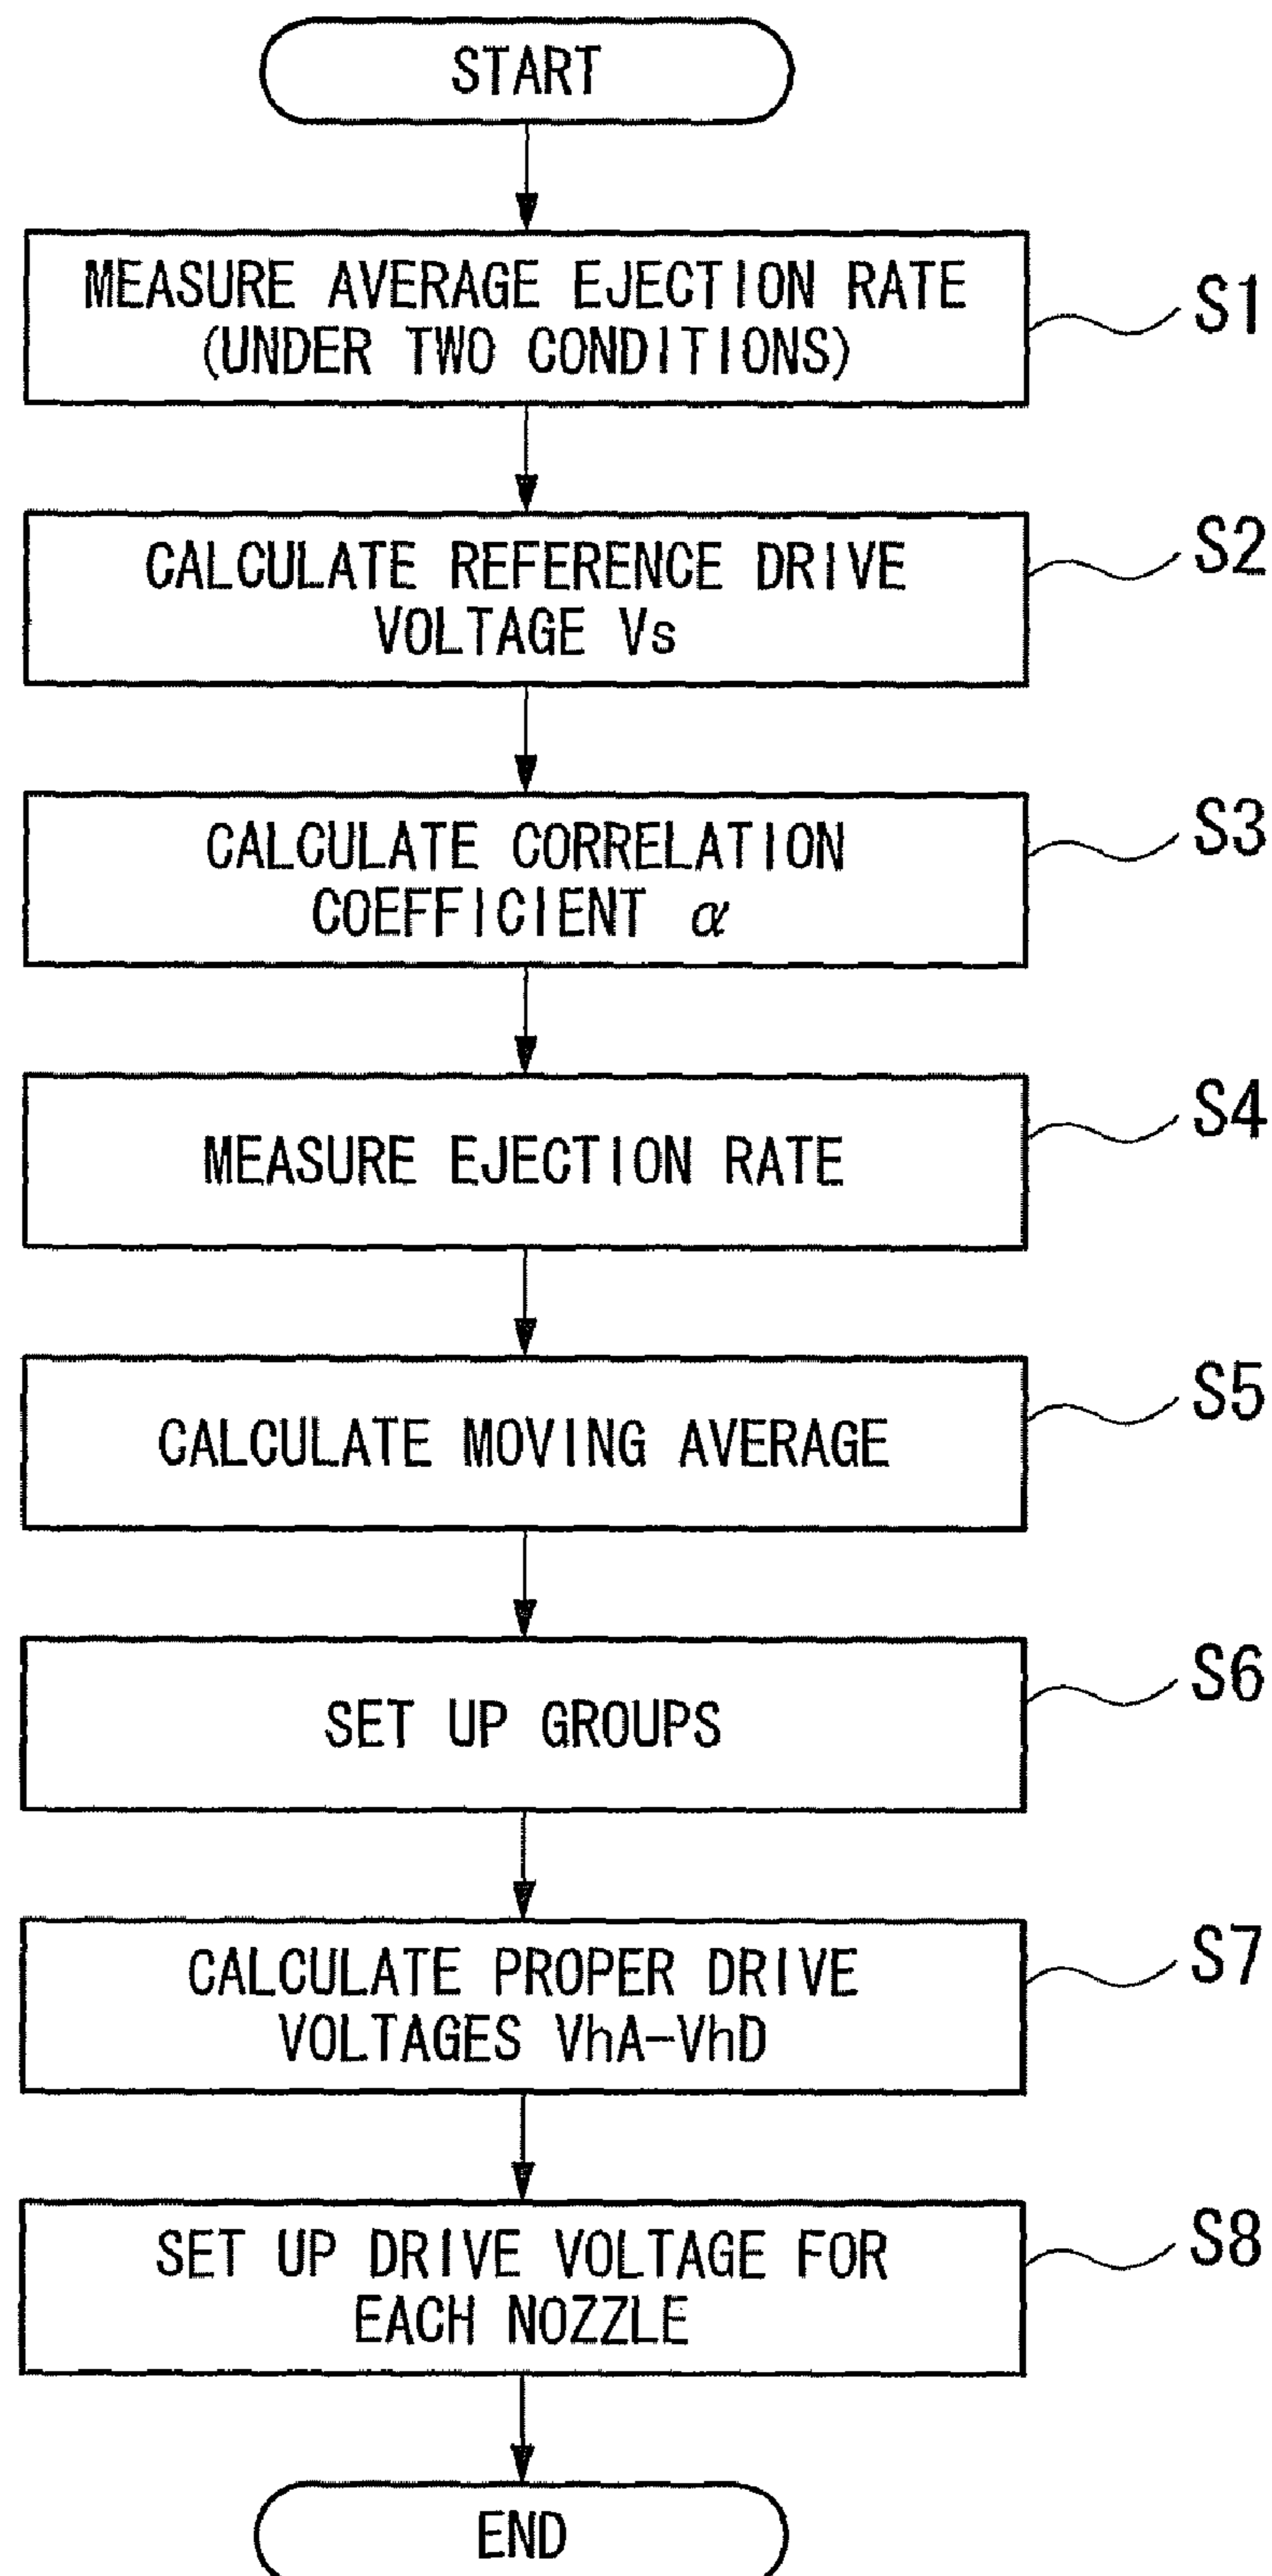 START
MEASURE AVERAGE EJECTION RATE
(UNDER TWO CONDITIONS)
S1
CALCULATE REFERENCE DRIVE
VOLTAGE Vs
S2
CALCULATE CORRELATION
COEFFICIENT α
S3
MEASURE EJECTION RATE
S4
CALCULATE MOVING AVERAGE
S5
SET UP GROUPS
S6
CALCULATE PROPER DRIVE
VOLTAGES VhA-VhD
S7
SET UP DRIVE VOLTAGE FOR
EACH NOZZLE
S8
END